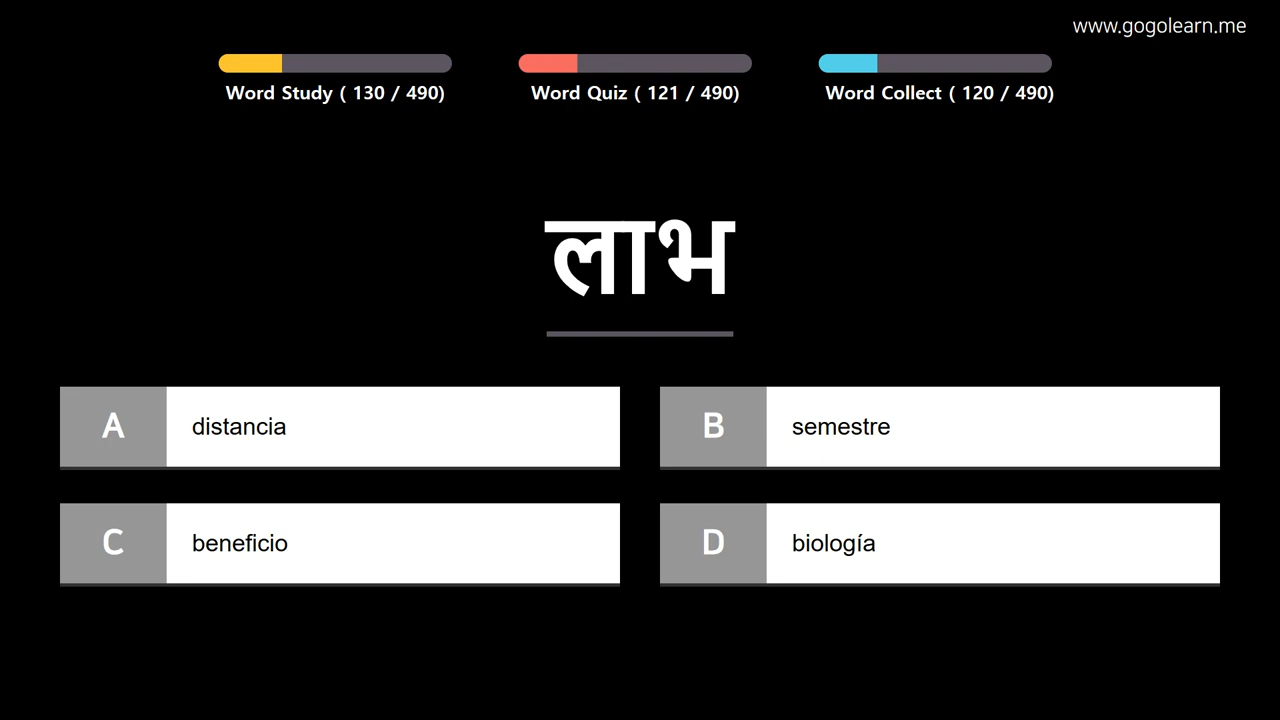 www.gogolearn.me
Word Study ( 130 / 490)
Word Quiz ( 121 / 490)
Word Collect ( 120 / 490)
लाभ
A distancia
B semestre
C beneficio
D biología